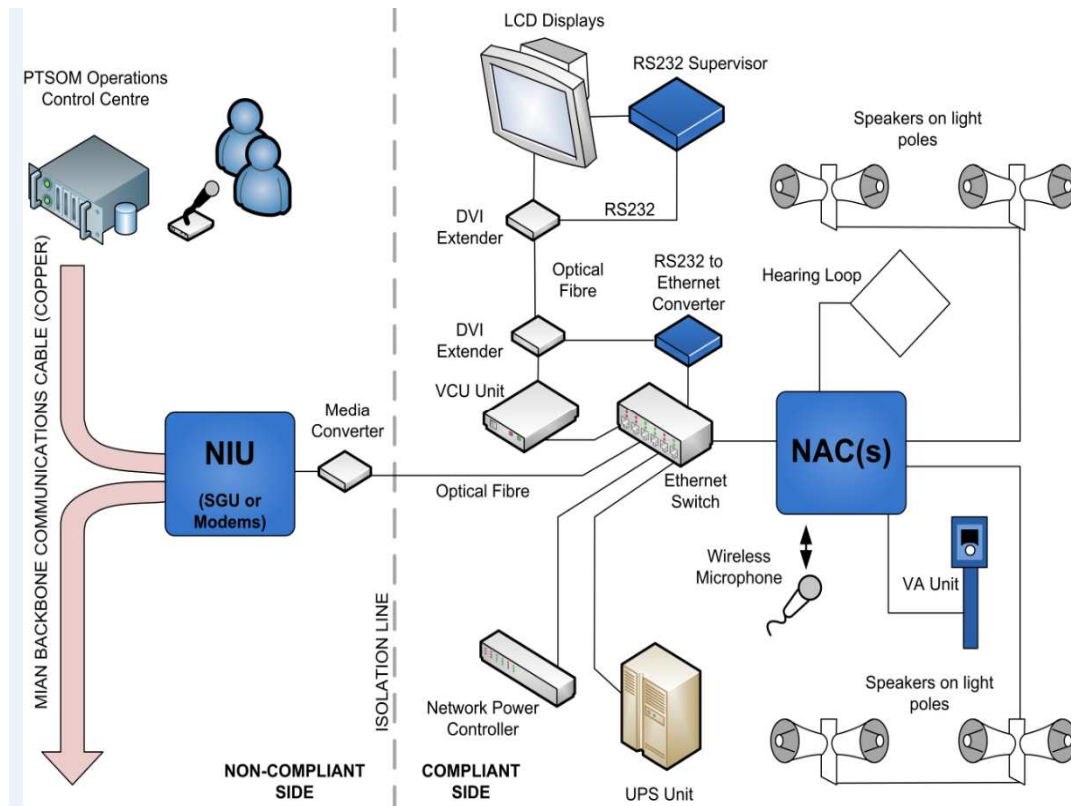 LCD Displays
PTSOM Operations
Control Centre
RS232 Supervisor
Speakers on light
poles
RS232
DVI
Extender
Optical
Fibre
RS232 to
Ethernet
Converter
Hearing Loop
DVI
Extender
VCU Unit
MIAN BACKBONE COMMUNICATIONS CABLE (COPPER)
Media
Converter
NIU
(SGU or
Modems)
Optical Fibre
Ethernet
Switch
NAC(s)
Wireless
Microphone
VA Unit
ISOLATION LINE
Network Power
Controller
Speakers on light
poles
NON-COMPLIANT
SIDE
COMPLIANT
SIDE
UPS Unit